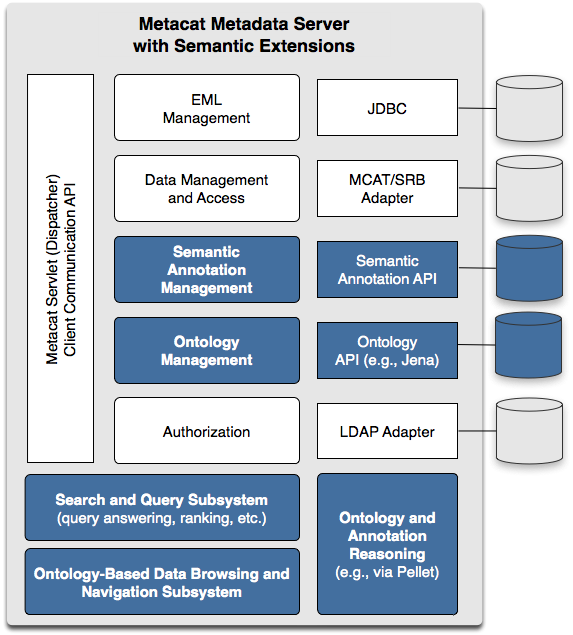 Metacat Metadata Server
with Semantic Extensions
Metacat Servlet (Dispatcher)
Client Communication API
EML
Management
JDBC
Data Management
and Access
MCAT/SRB
Adapter
Semantic
Annotation
Management
Semantic
Annotation API
Ontology
Management
Ontology
API (e.g., Jena)
Authorization
LDAP Adapter
Search and Query Subsystem
(query answering, ranking, etc.)
Ontology-Based Data Browsing and
Navigation Subsystem
Ontology and
Annotation
Reasoning
(e.g., via Pellet)